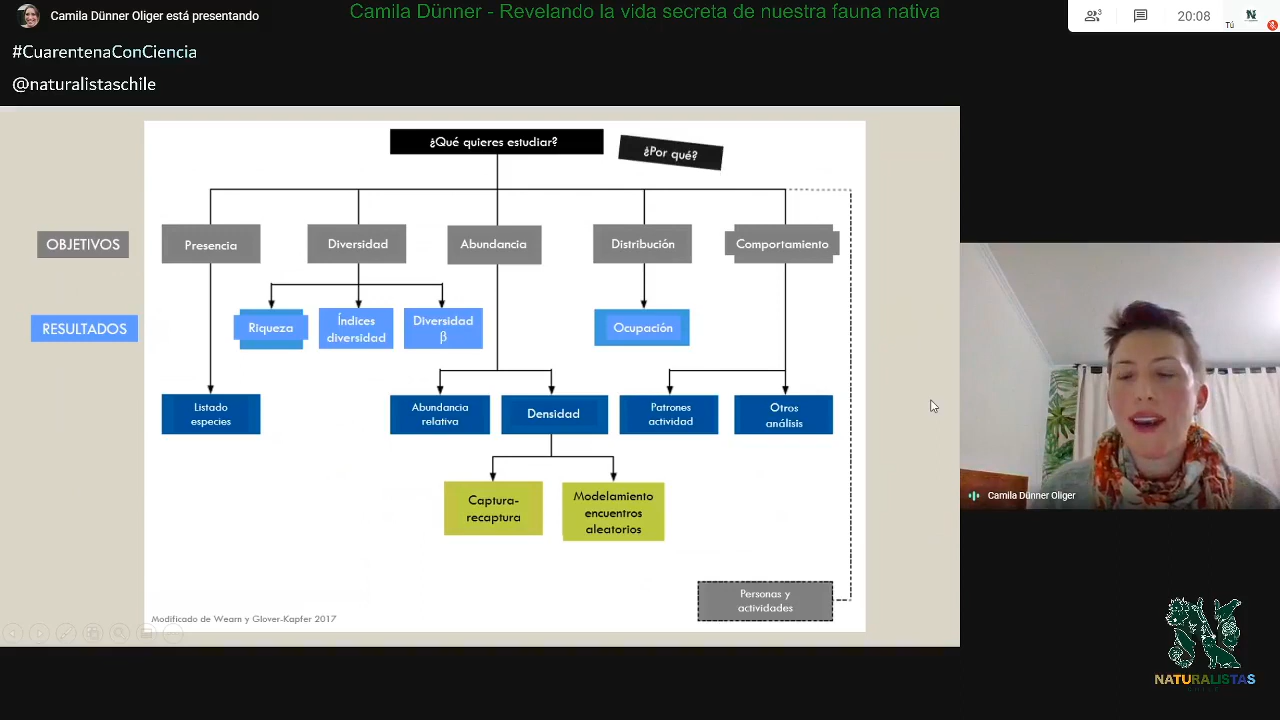 Camila Dünner Oliger está presentando
Camila Dünner - Revelando la vida secreta de nuestra fauna nativa
3
20:08
Tú
#CuarentenaConCiencia
@naturalistaschile
¿Qué quieres estudiar?
¿Por qué?
OBJETIVOS
Presencia
Diversidad
Abundancia
Distribución
Comportamiento
RESULTADOS
Riqueza
Índices
diversidad
Diversidad
β
Ocupación
Listado
especies
Abundancia
relativa
Densidad
Patrones
actividad
Otros
análisis
Captura-
recaptura
Modelamiento
encuentros
aleatorios
Personas y
actividades
Modificado de Wearn y Glover-Kapfer 2017
Camila Dünner Oliger
NATURALISTAS
CHILE